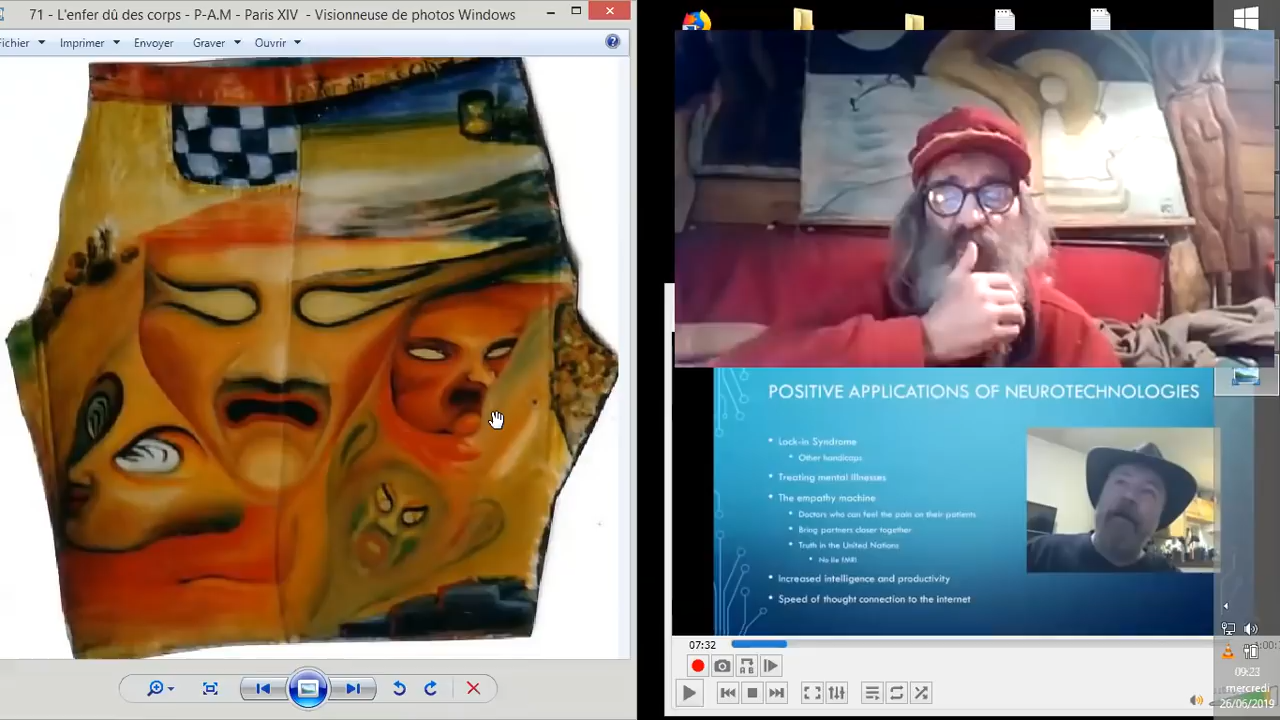 71 - L'enfer dû des corps - P-A-M - Paris XIV - Visionneuse de photos Windows
Fichier Imprimer Envoyer Graver Ouvrir
POSITIVE APPLICATIONS OF NEUROTECHNOLOGIES
• Lock-in Syndrome
• Other handicaps
• Treating mental Illnesses
• The empathy machine
• Doctors who can feel the pain on their patients
• Bring partners closer together
• Truth in the United Nations
• No lie fMRI
• Increased intelligence and productivity
• Speed of thought connection to the internet
07:32
09:23
mercredi
26/06/2019